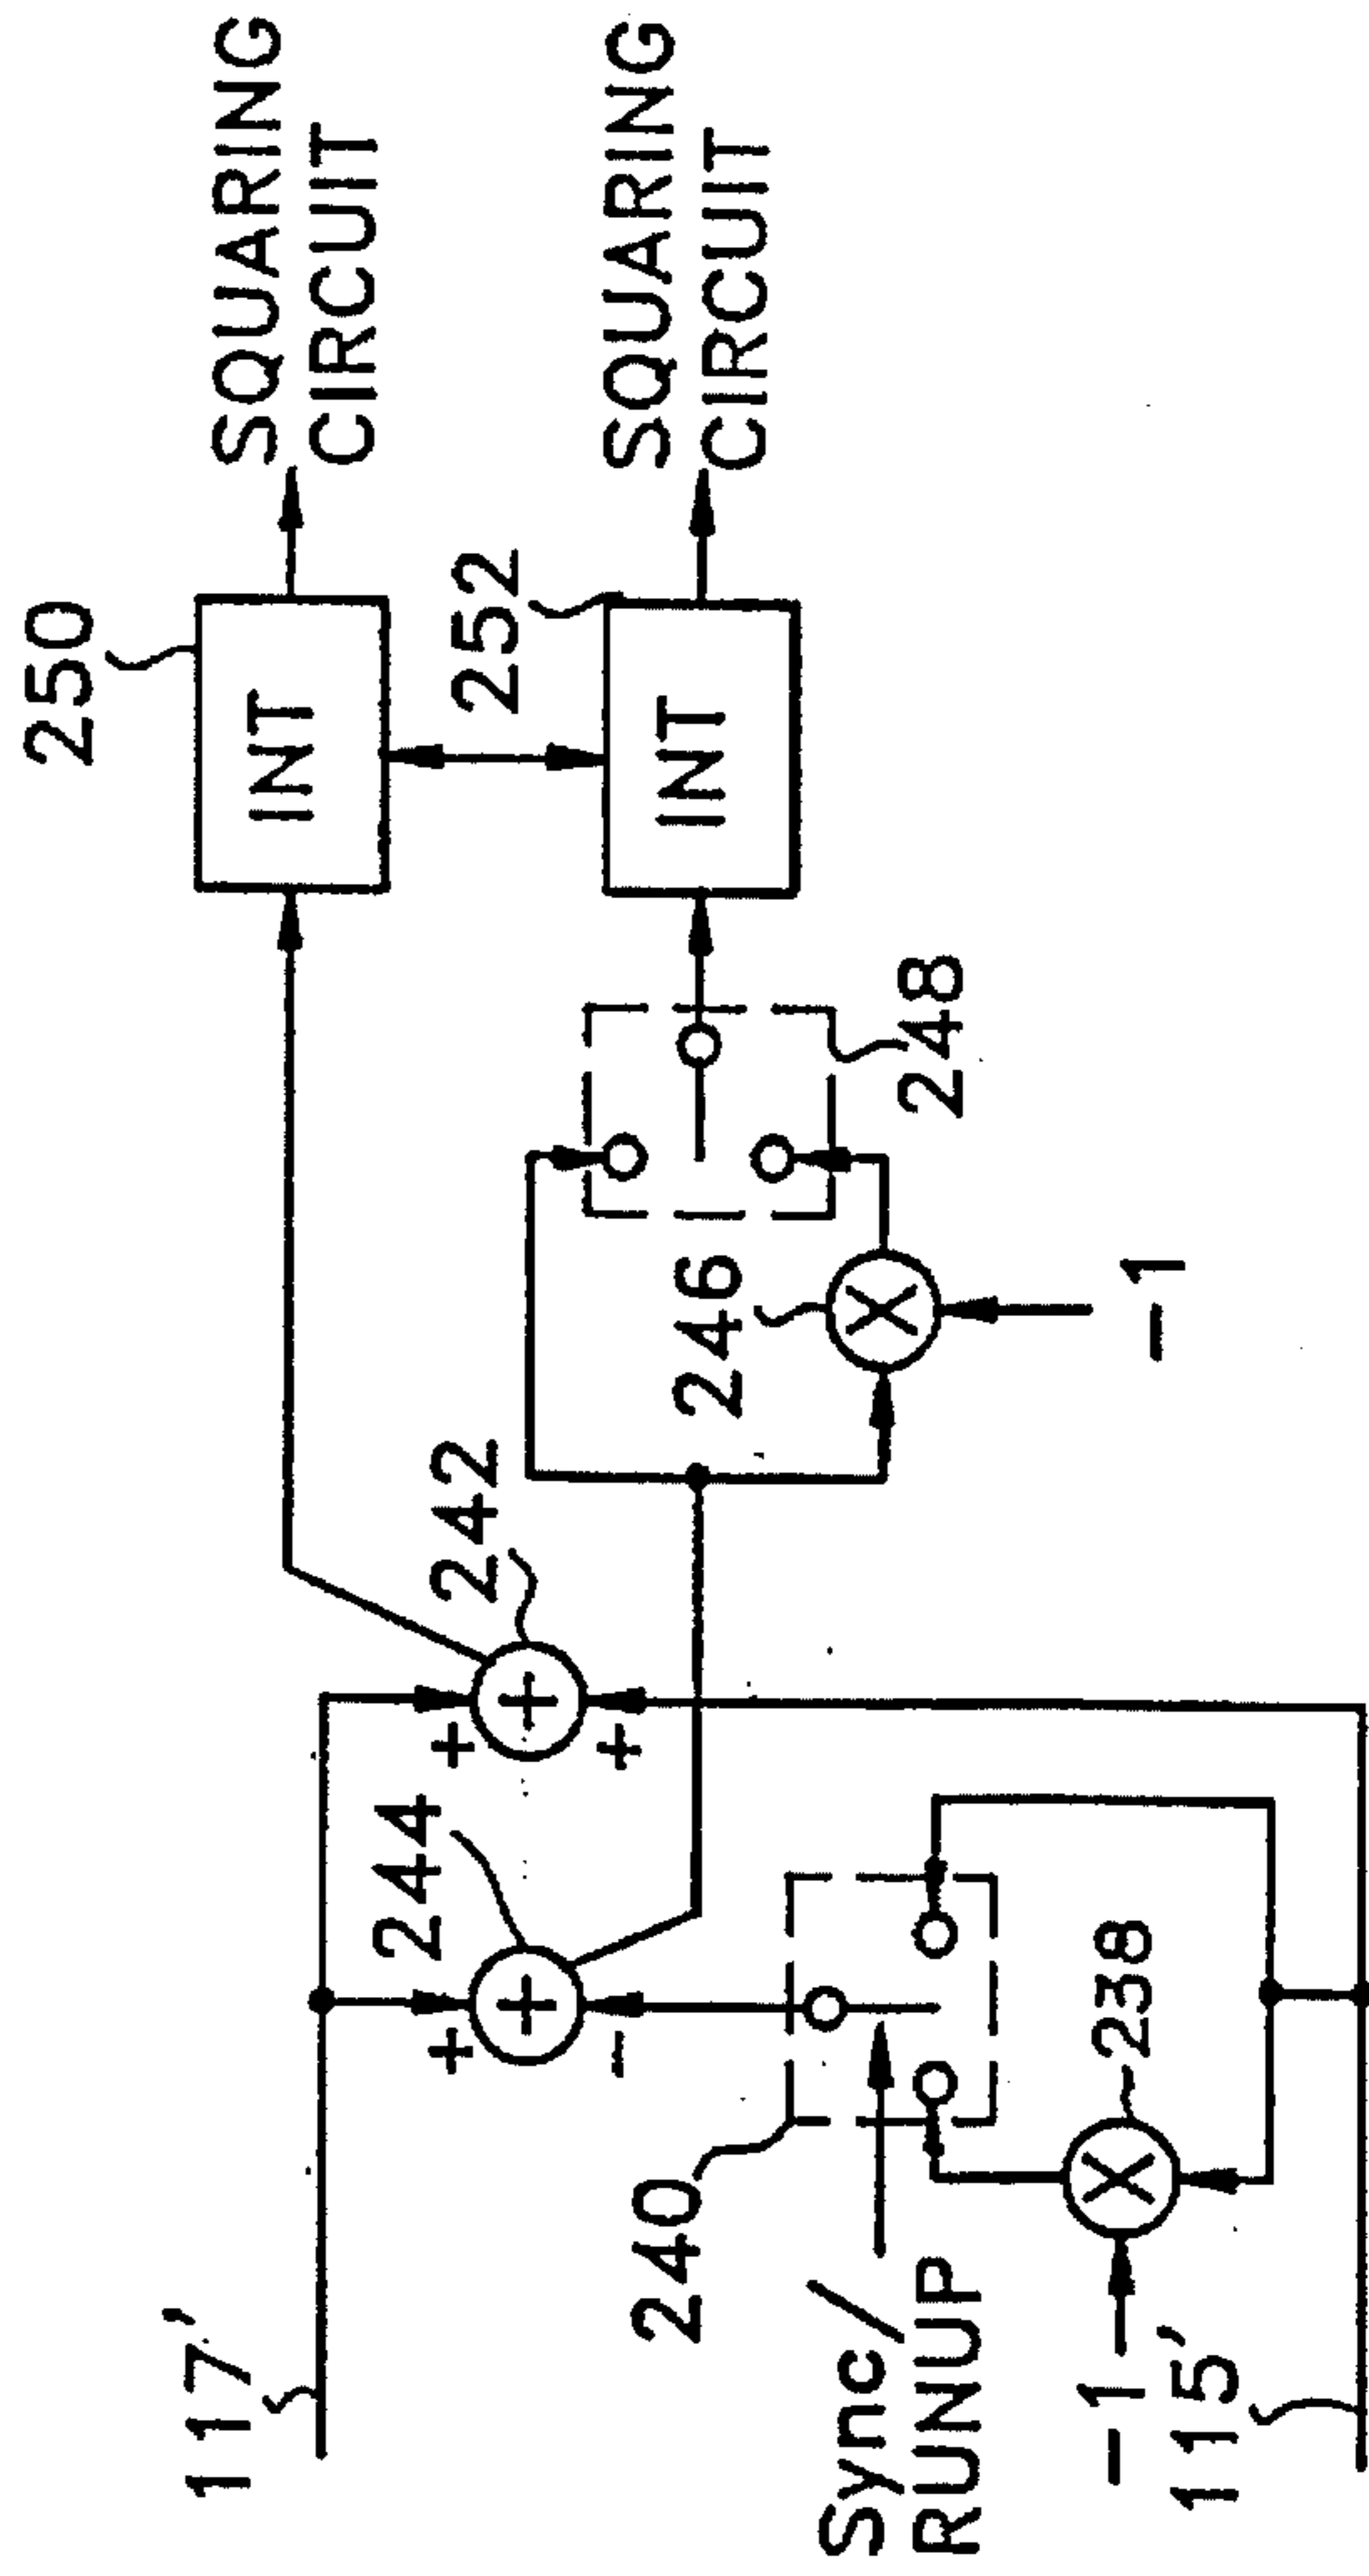 117'
244
242
250
INT
SQUARING
CIRCUIT
+
+
+
+
+
-
252
INT
SQUARING
CIRCUIT
240
246
248
X
-1
Sync/
RUNUP
238
X
-1
115'